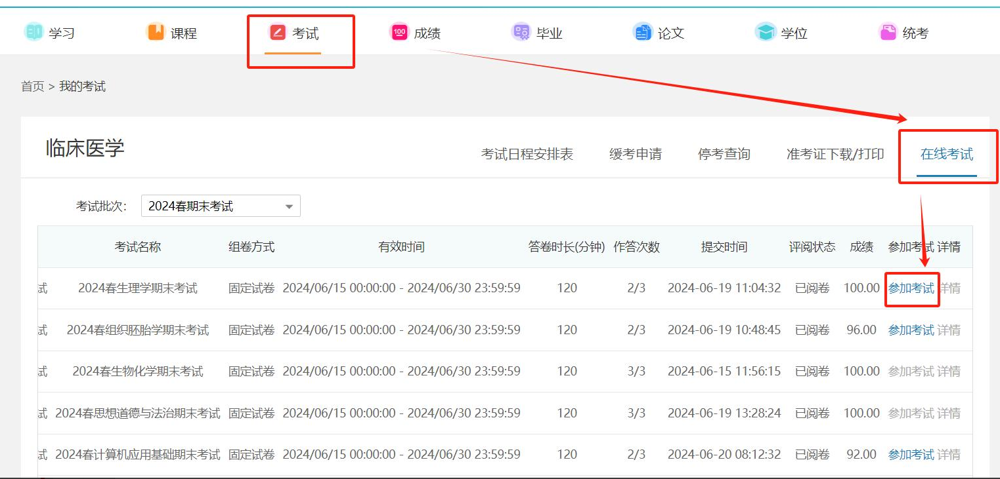 学习 课程 考试 100 成绩 毕业 论文 学位 统考
首页 > 我的考试
临床医学 考试日程安排表 缓考申请 停考查询 准考证下载/打印 在线考试
考试批次: 2024春期末考试
考试名称 组卷方式 有效时间 答卷时长(分钟) 作答次数 提交时间 评阅状态 成绩 参加考试 详情
试 2024春生理学期末考试 固定试卷 2024/06/15 00:00:00 - 2024/06/30 23:59:59 120 2/3 2024-06-19 11:04:32 已阅卷 100.00 参加考试 详情
试 2024春组织胚胎学期末考试 固定试卷 2024/06/15 00:00:00 - 2024/06/30 23:59:59 120 2/3 2024-06-19 10:48:45 已阅卷 96.00 参加考试 详情
试 2024春生物化学期末考试 固定试卷 2024/06/15 00:00:00 - 2024/06/30 23:59:59 120 3/3 2024-06-15 11:56:15 已阅卷 100.00 参加考试 详情
试 2024春思想道德与法治期末考试 固定试卷 2024/06/15 00:00:00 - 2024/06/30 23:59:59 120 3/3 2024-06-19 13:28:24 已阅卷 100.00 参加考试 详情
试 2024春计算机应用基础期末考试 固定试卷 2024/06/15 00:00:00 - 2024/06/30 23:59:59 120 2/3 2024-06-20 08:12:32 已阅卷 92.00 参加考试 详情